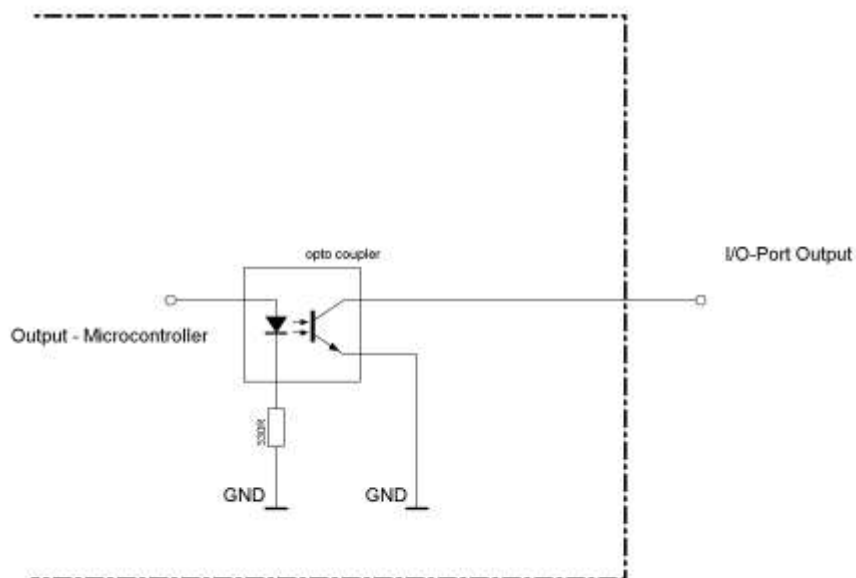 opto coupler
I/O-Port Output
Output - Microcontroller
330R
GND
GND